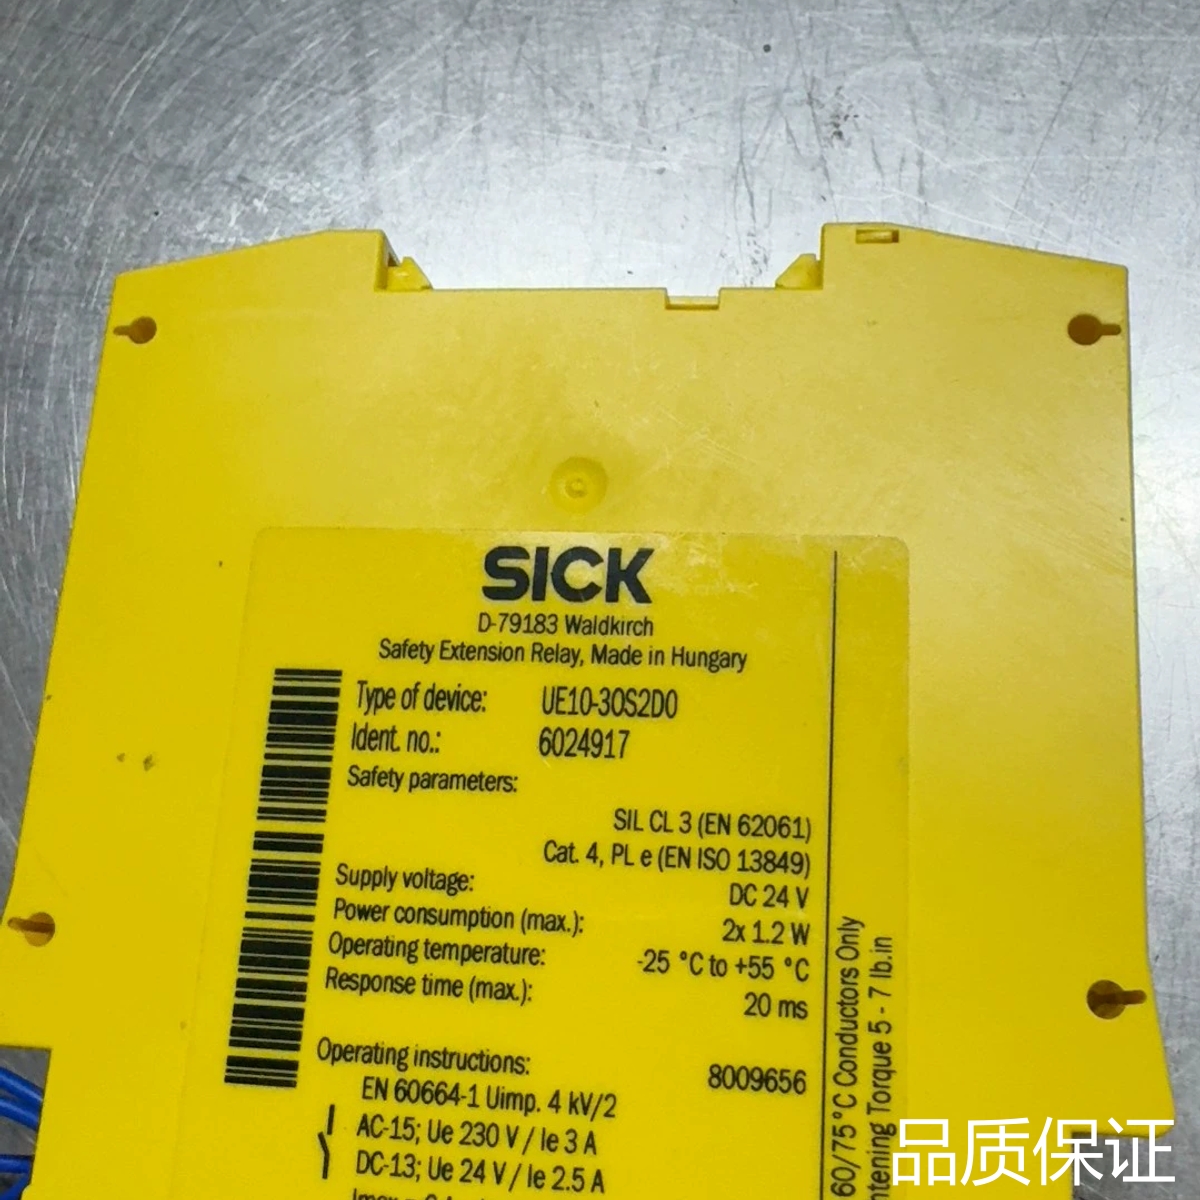 SICK
D-79183 Waldkirch
Safety Extension Relay, Made in Hungary
Type of device: UE10-3OS2D0
Ident. no.: 6024917
Safety parameters:
SIL CL 3 (EN 62061)
Cat. 4, PL e (EN ISO 13849)
Supply voltage: DC 24 V
Power consumption (max.): 2x 1.2 W
Operating temperature: -25 °C to +55 °C
Response time (max.): 20 ms
Operating instructions: 8009656
EN 60664-1 Uimp. 4 kV/2
AC-15; Ue 230 V / Ie 3 A
DC-13; Ue 24 V / Ie 2.5 A
60/75 °C Conductors Only
Torque 5 - 7 lb.in
品质保证